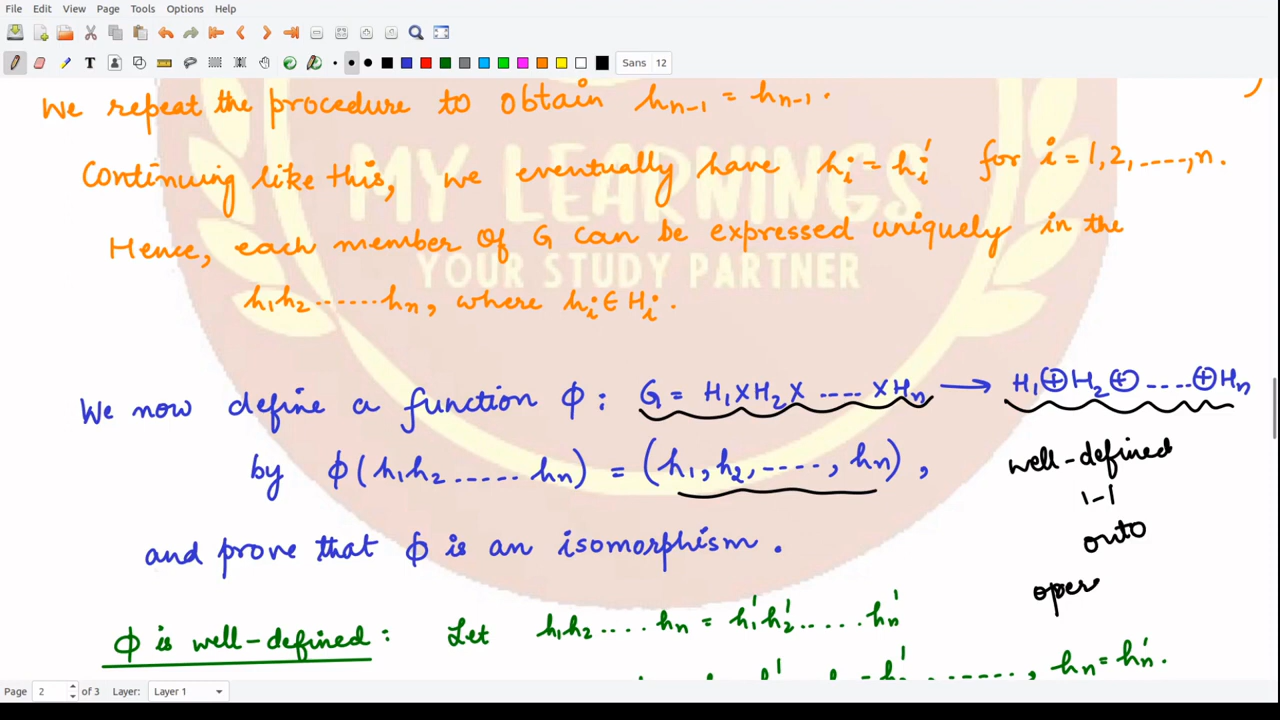 File Edit View Page Tools Options Help
Sans 12
We repeat the procedure to obtain hn-1 = hn-1.
Continuing like this, we eventually have hi = hi' for i = 1, 2, ----, n.
Hence, each member of G can be expressed uniquely in the
h1h2 ------ hn, where hi ∈ Hi.
We now define a function ϕ: G = H1 X H2 X ---- X Hn → H1 ⊕ H2 ⊕ ---- ⊕ Hn
by ϕ(h1h2 ----- hn) = (h1, h2, ----, hn),
well-defined
1-1
onto
and prove that ϕ is an isomorphism.
oper
ϕ is well-defined: Let h1h2 .... hn = h1'h2' ..... hn'
hn = hn'.
MY LEARNINGS
YOUR STUDY PARTNER
Page 2 of 3 Layer: Layer 1